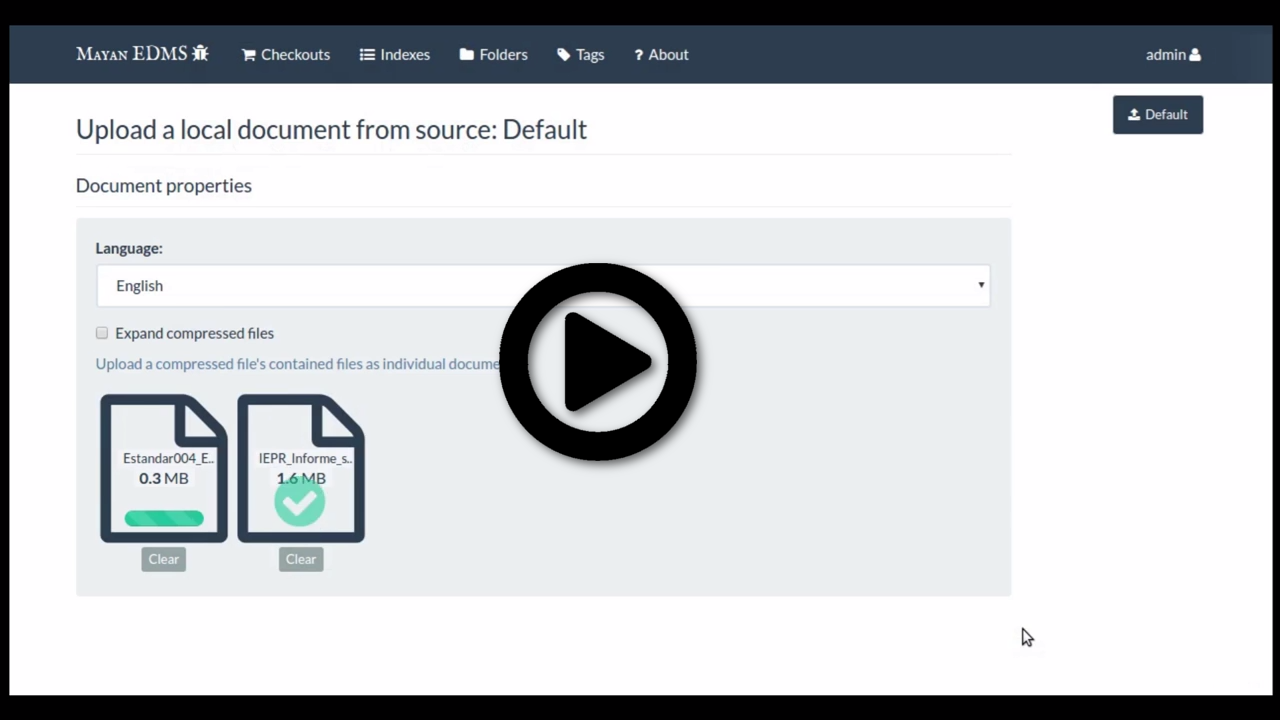 MAYAN EDMS Checkouts Indexes Folders Tags ? About admin
Default
Upload a local document from source: Default
Document properties
Language:
English
Expand compressed files
Upload a compressed file's contained files as individual
Estandar004_E.. IEPR_Informe_s..
0.3 MB 1.6 MB
Clear Clear